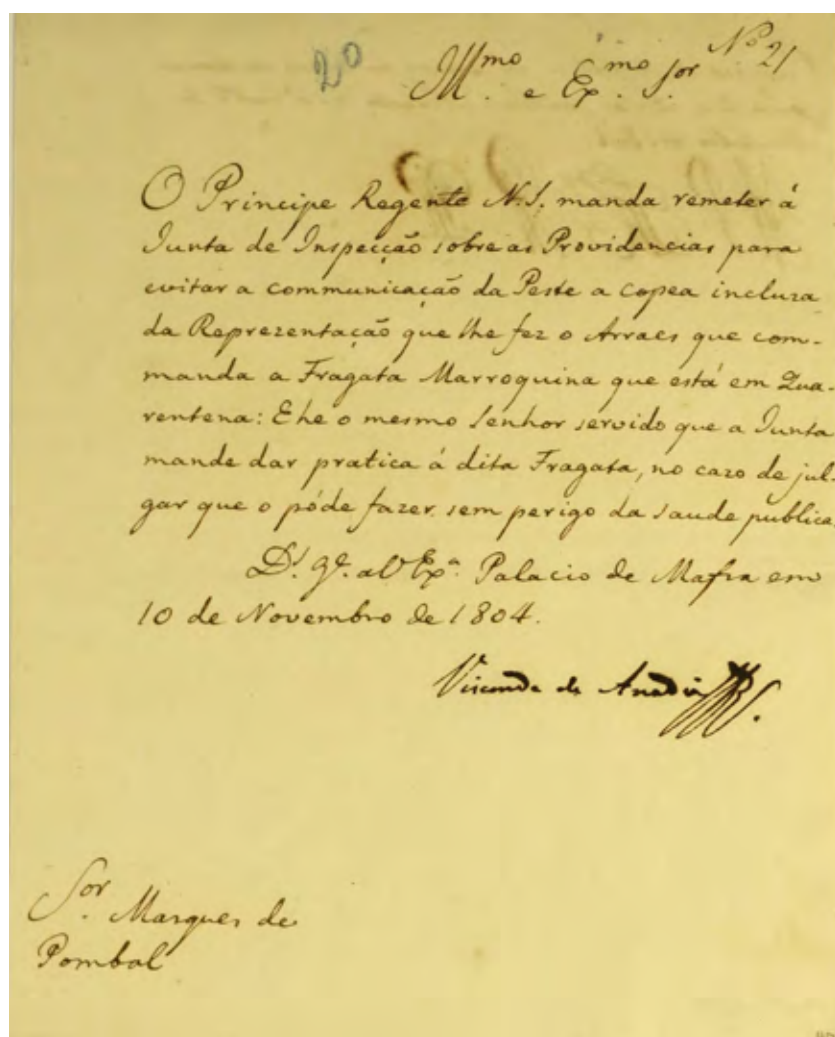 20
Nº 21
Illmo. e Exmo. Sor.
O Principe Regente N.S. manda remeter á
Junta de Inspecção sobre as Providencias para
evitar a communicação da Peste a copea incluza
da Reprezentação que lhe fez o Arraes que com-
manda a Fragata Marroquina que está em Qua-
rentena: E he o mesmo Senhor servido que a Junta
mande dar pratica á dita Fragata, no cazo de jul-
gar que o póde fazer sem perigo da saude publica.
Ds. ge. a V Exa. Palacio de Mafra em
10 de Novembro de 1804.
Visconde de Anadia
Sor. Marques de
Pombal